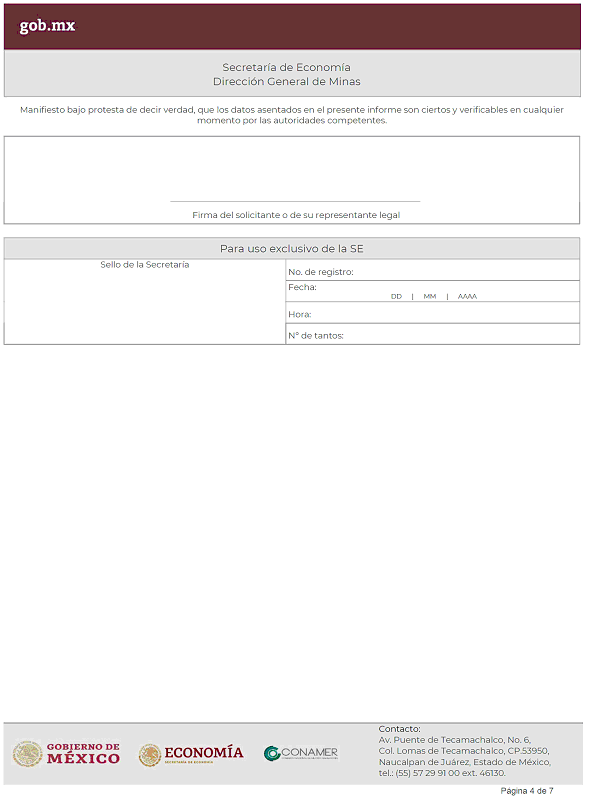 gob.mx
Secretaría de Economía
Dirección General de Minas
Manifiesto bajo protesta de decir verdad, que los datos asentados en el presente informe son ciertos y verificables en cualquier
momento por las autoridades competentes.
Firma del solicitante o de su representante legal
Para uso exclusivo de la SE
Sello de la Secretaría
No. de registro:
Fecha:
DD | MM | AAAA
Hora:
N° de tantos:
GOBIERNO DE
MÉXICO
ECONOMÍA
SECRETARÍA DE ECONOMÍA
CONAMER
Contacto:
Av. Puente de Tecamachalco, No. 6,
Col. Lomas de Tecamachalco, CP.53950,
Naucalpan de Juárez, Estado de México,
tel.: (55) 57 29 91 00 ext. 46130.
Página 4 de 7